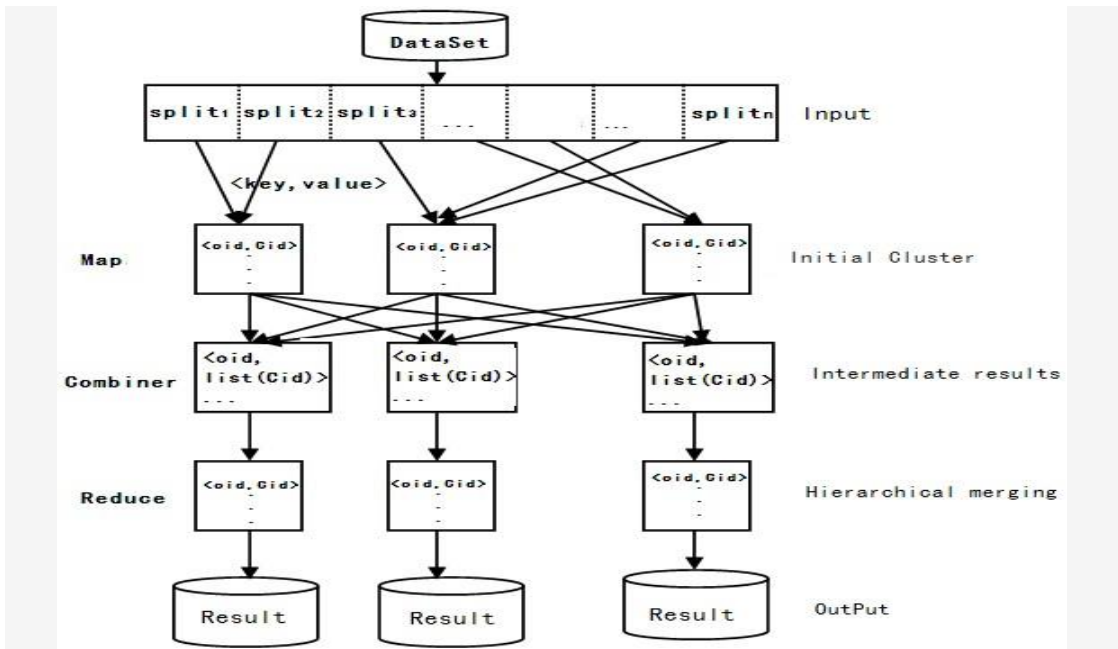 DataSet
split1 split2 split3 ... ... splitn Input
<key,value>
Map <oid,Cid> <oid,Cid> <oid,Cid> Initial Cluster
<oid, <oid, <oid,
Combiner list(Cid)> list(Cid)> list(Cid)> Intermediate results
... ... ...
Reduce <oid,Cid> <oid,Cid> <oid,Cid> Hierarchical merging
Result Result Result OutPut